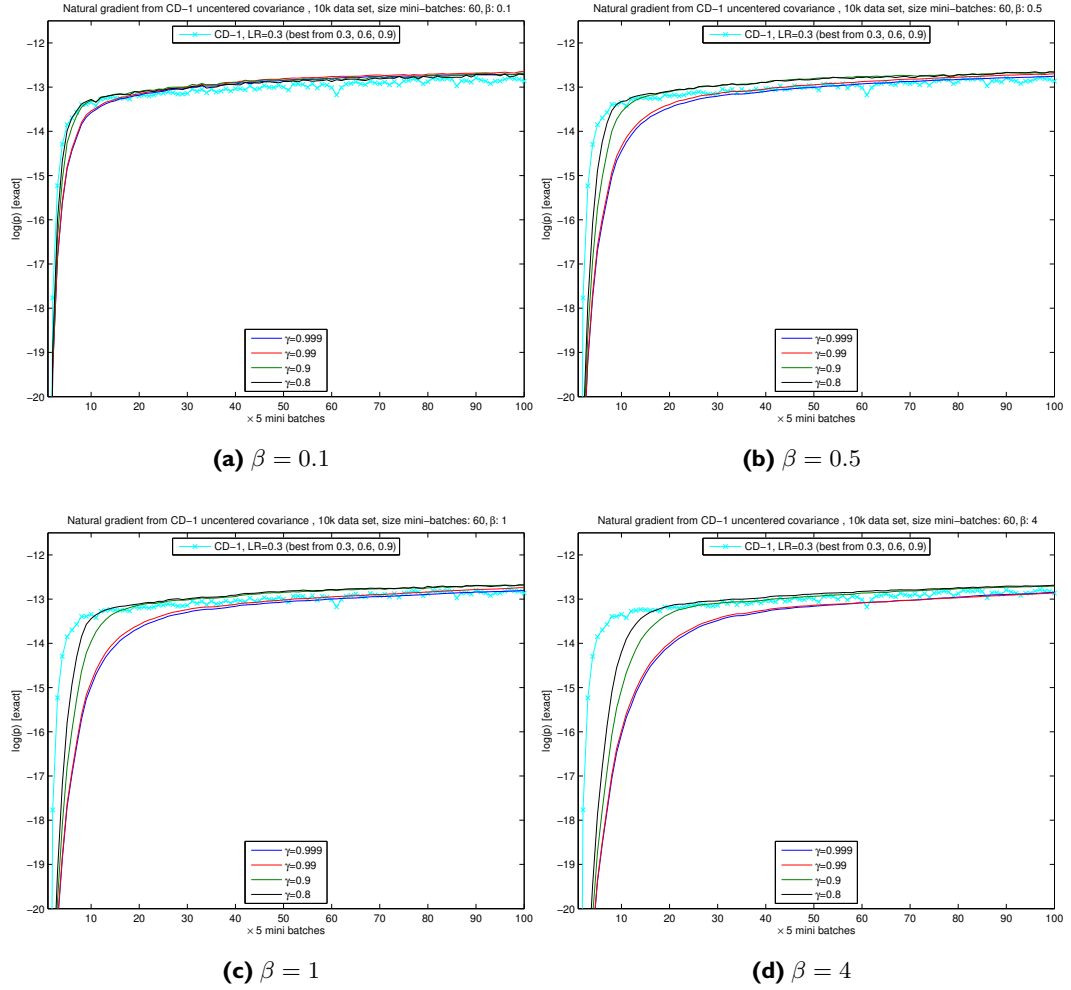 Natural gradient from CD−1 uncentered covariance , 10k data set, size mini−batches: 60,β: 0.1
CD−1, LR=0.3 (best from 0.3, 0.6, 0.9)
−12
−13
−14
−15
−16
−17
−18
−19
−20
log(p) [exact]
γ=0.999
γ=0.99
γ=0.9
γ=0.8
10 20 30 40 50 60 70 80 90 100
× 5 mini batches
(a) β = 0.1
Natural gradient from CD−1 uncentered covariance , 10k data set, size mini−batches: 60,β: 0.5
CD−1, LR=0.3 (best from 0.3, 0.6, 0.9)
−12
−13
−14
−15
−16
−17
−18
−19
−20
log(p) [exact]
γ=0.999
γ=0.99
γ=0.9
γ=0.8
10 20 30 40 50 60 70 80 90 100
× 5 mini batches
(b) β = 0.5
Natural gradient from CD−1 uncentered covariance , 10k data set, size mini−batches: 60,β: 1
CD−1, LR=0.3 (best from 0.3, 0.6, 0.9)
−12
−13
−14
−15
−16
−17
−18
−19
−20
log(p) [exact]
γ=0.999
γ=0.99
γ=0.9
γ=0.8
10 20 30 40 50 60 70 80 90 100
× 5 mini batches
(c) β = 1
Natural gradient from CD−1 uncentered covariance , 10k data set, size mini−batches: 60,β: 4
CD−1, LR=0.3 (best from 0.3, 0.6, 0.9)
−12
−13
−14
−15
−16
−17
−18
−19
−20
log(p) [exact]
γ=0.999
γ=0.99
γ=0.9
γ=0.8
10 20 30 40 50 60 70 80 90 100
× 5 mini batches
(d) β = 4